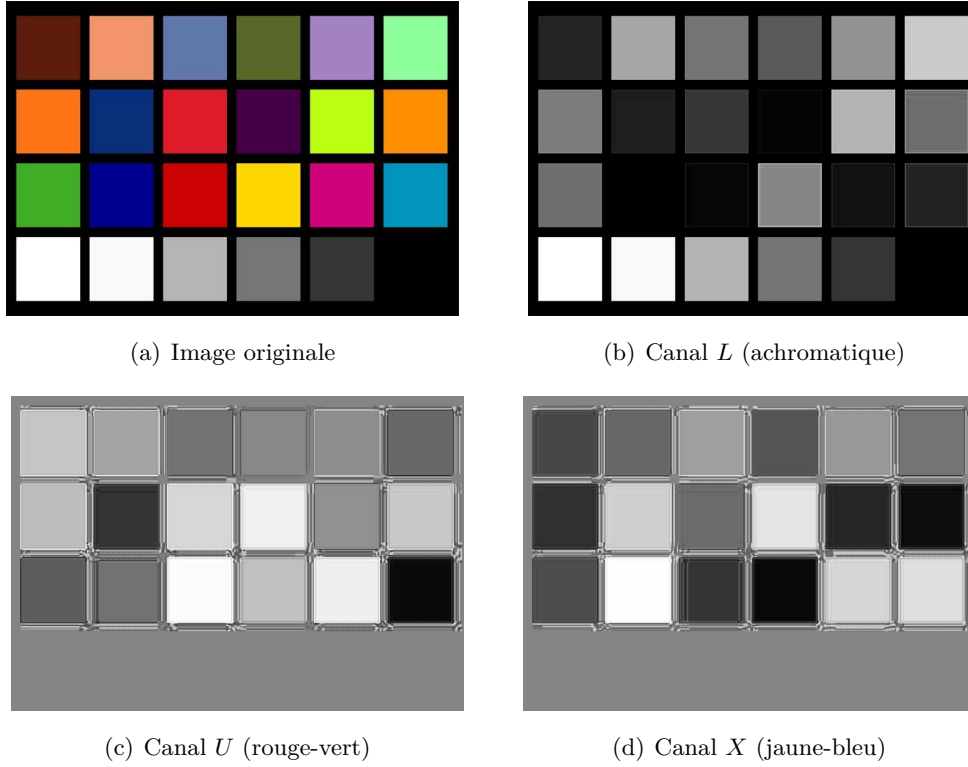 (a) Image originale
(b) Canal L (achromatique)
(c) Canal U (rouge-vert)
(d) Canal X (jaune-bleu)